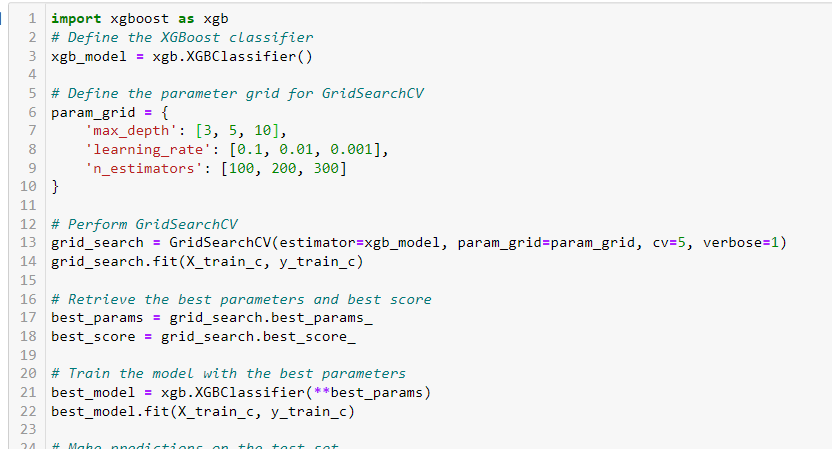 1 import xgboost as xgb
2 # Define the XGBoost classifier
3 xgb_model = xgb.XGBClassifier()
4
5 # Define the parameter grid for GridSearchCV
6 param_grid = {
7     'max_depth': [3, 5, 10],
8     'learning_rate': [0.1, 0.01, 0.001],
9     'n_estimators': [100, 200, 300]
10 }
11
12 # Perform GridSearchCV
13 grid_search = GridSearchCV(estimator=xgb_model, param_grid=param_grid, cv=5, verbose=1)
14 grid_search.fit(X_train_c, y_train_c)
15
16 # Retrieve the best parameters and best score
17 best_params = grid_search.best_params_
18 best_score = grid_search.best_score_
19
20 # Train the model with the best parameters
21 best_model = xgb.XGBClassifier(**best_params)
22 best_model.fit(X_train_c, y_train_c)
23
24 # Make predictions on the test set